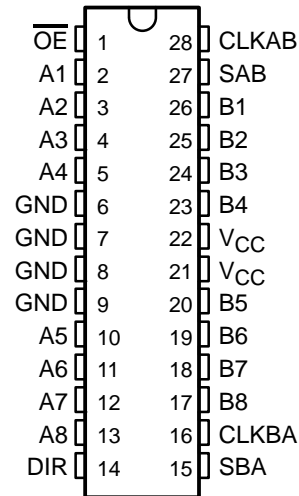 OE 1 28 CLKAB
A1 2 27 SAB
A2 3 26 B1
A3 4 25 B2
A4 5 24 B3
GND 6 23 B4
GND 7 22 VCC
GND 8 21 VCC
GND 9 20 B5
A5 10 19 B6
A6 11 18 B7
A7 12 17 B8
A8 13 16 CLKBA
DIR 14 15 SBA